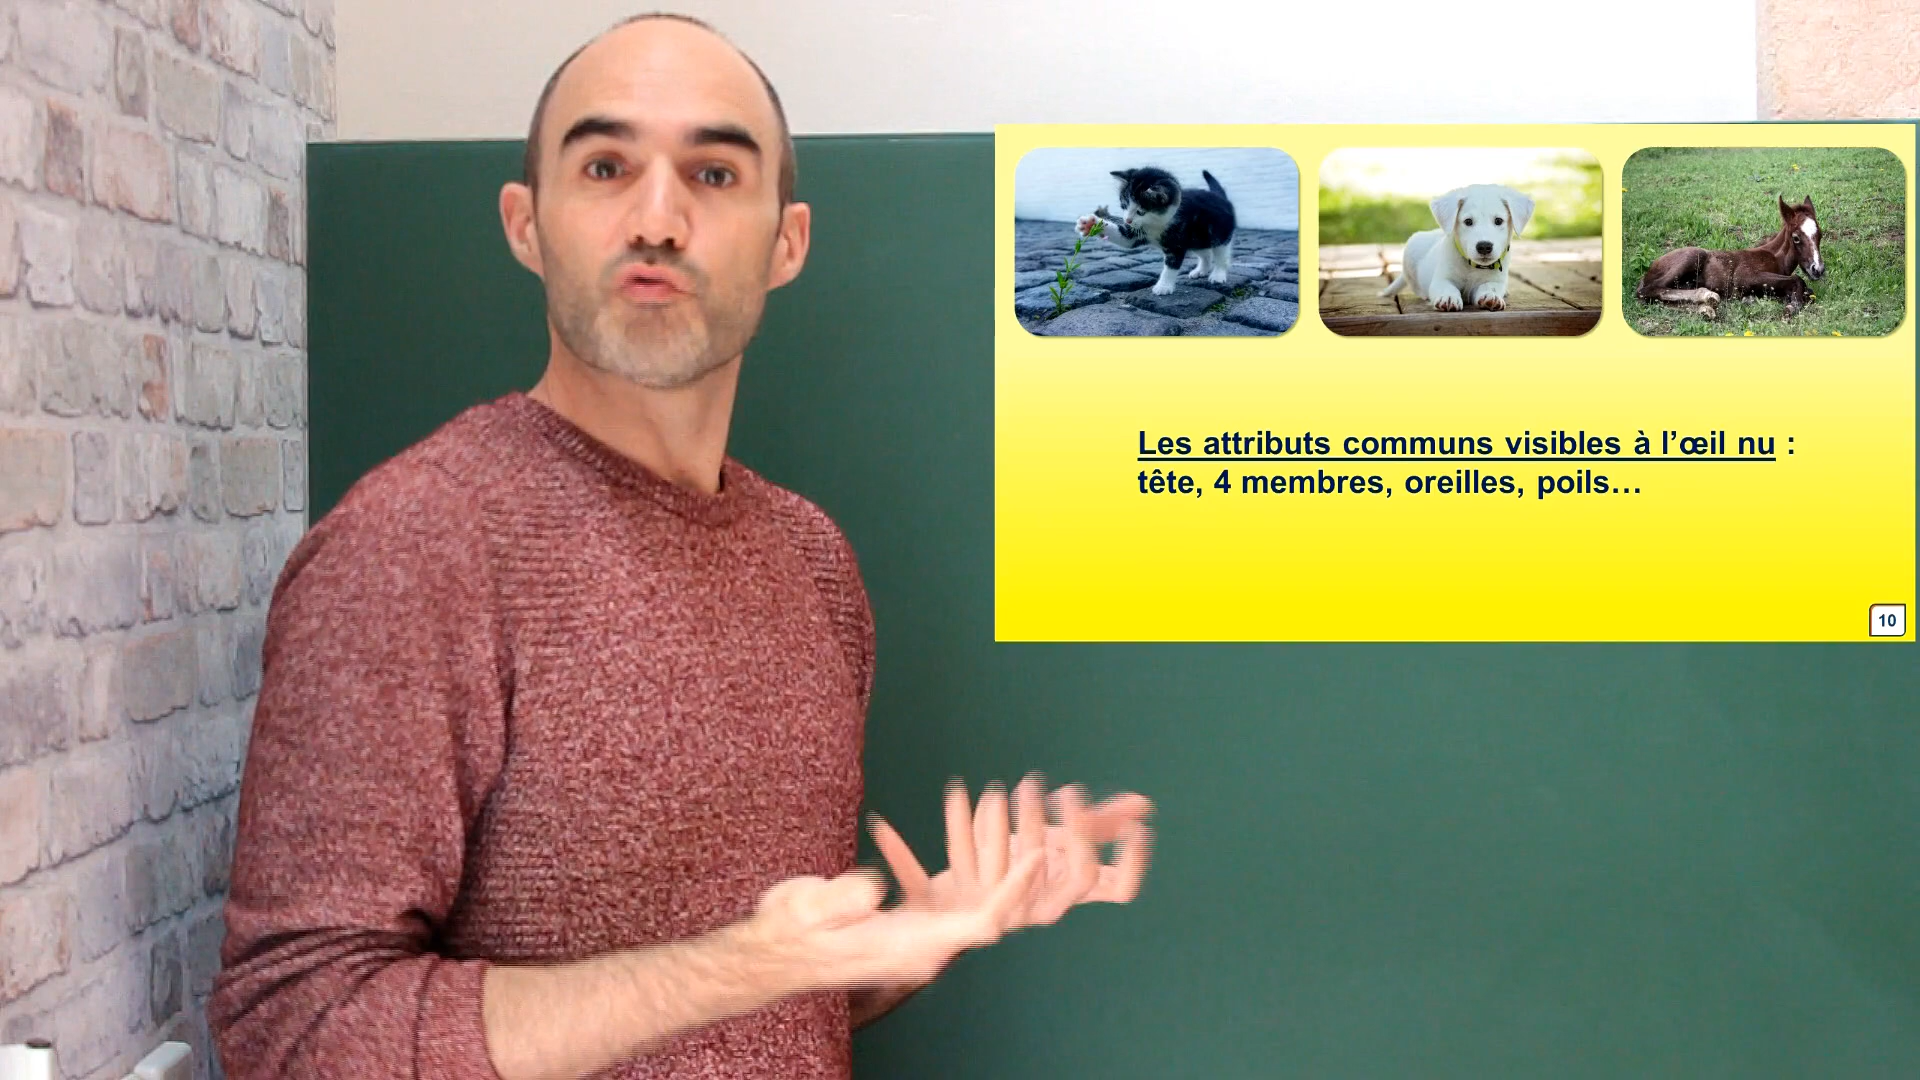 Les attributs communs visibles à l’œil nu :
tête, 4 membres, oreilles, poils…
10